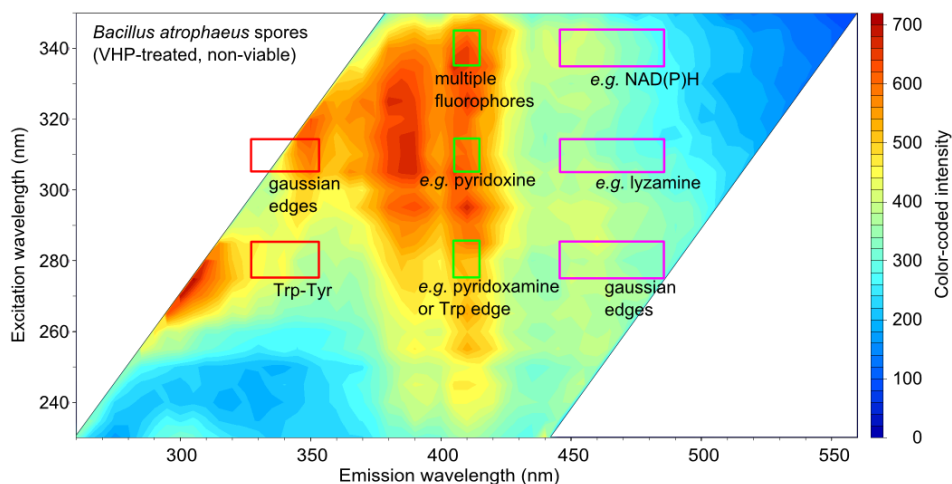 Bacillus atrophaeus spores
(VHP-treated, non-viable)
multiple
fluorophores
e.g. NAD(P)H
gaussian
edges
e.g. pyridoxine
e.g. lyzamine
Trp-Tyr
e.g. pyridoxamine
or Trp edge
gaussian
edges
Excitation wavelength (nm)
340
320
300
280
260
240
300
350
400
450
500
550
Emission wavelength (nm)
700
600
500
400
300
200
100
0
Color-coded intensity